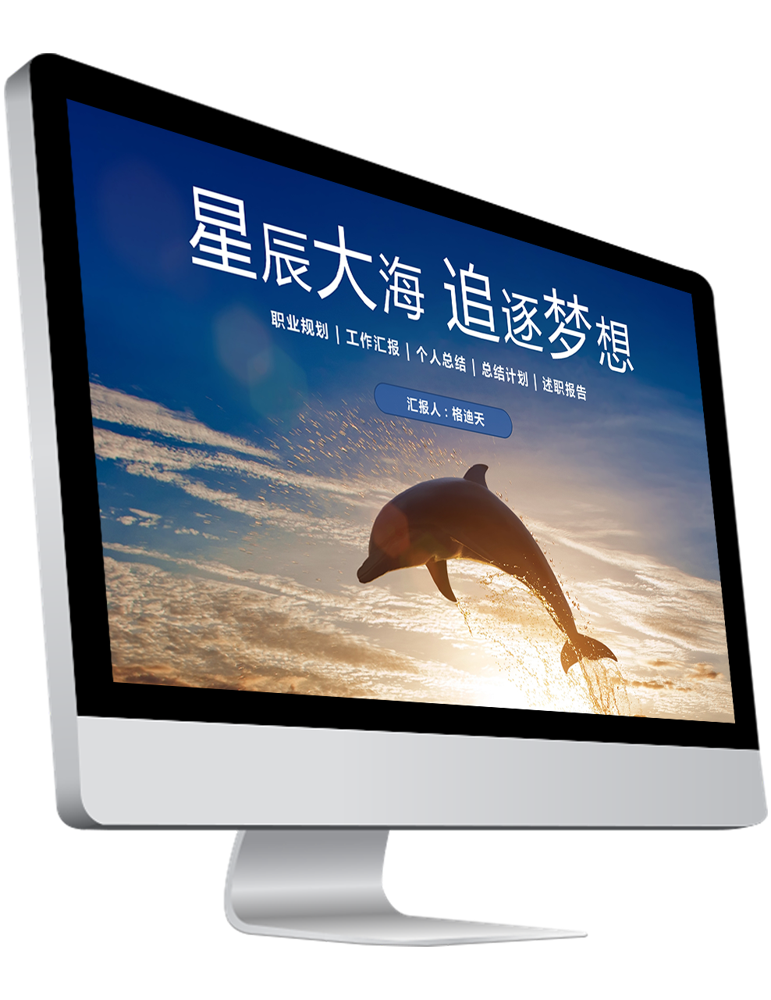 星辰大海 追逐梦想
职业规划 | 工作汇报 | 个人总结 | 总结计划 | 述职报告
汇报人：格迪天